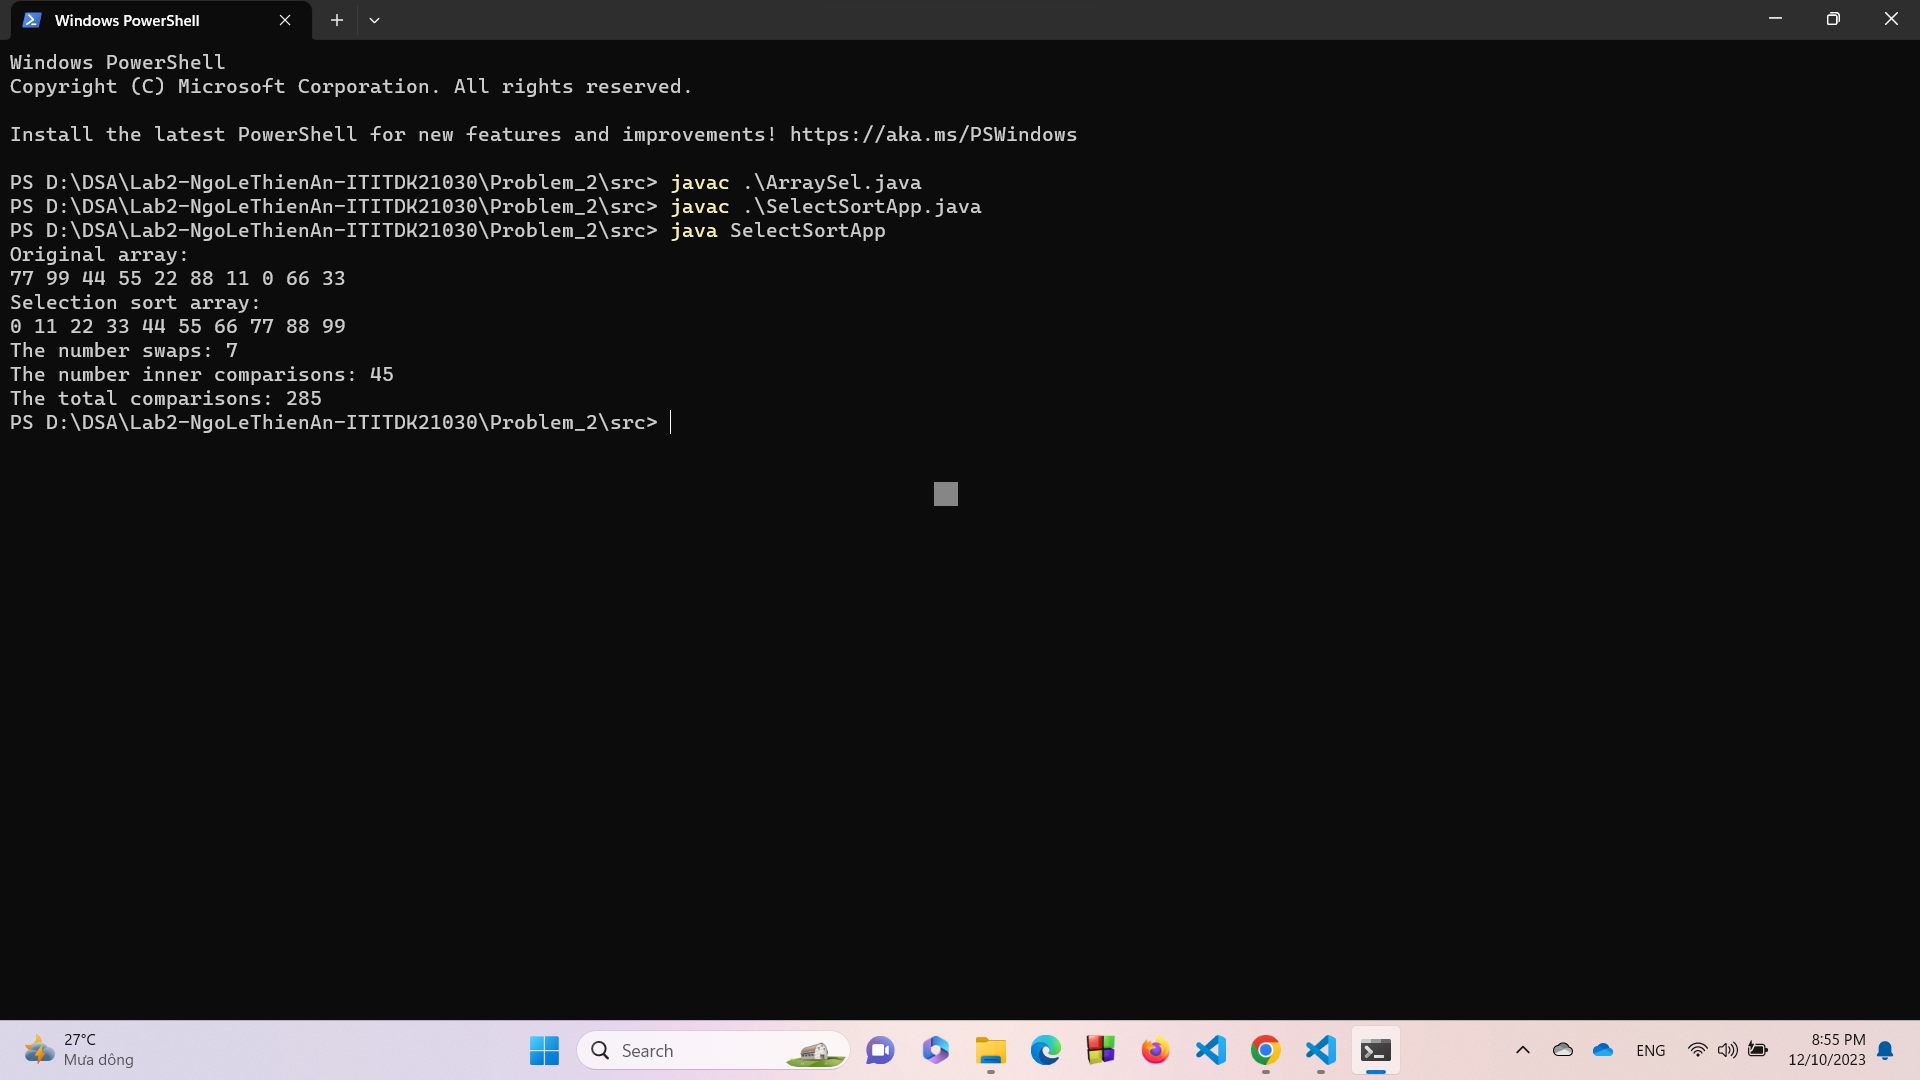 Windows PowerShell
Windows PowerShell
Copyright (C) Microsoft Corporation. All rights reserved.
Install the latest PowerShell for new features and improvements! https://aka.ms/PSWindows
PS D:\DSA\Lab2-NgoLeThienAn-ITITDK21030\Problem_2\src> javac .\ArraySel.java
PS D:\DSA\Lab2-NgoLeThienAn-ITITDK21030\Problem_2\src> javac .\SelectSortApp.java
PS D:\DSA\Lab2-NgoLeThienAn-ITITDK21030\Problem_2\src> java SelectSortApp
Original array:
77 99 44 55 22 88 11 0 66 33
Selection sort array:
0 11 22 33 44 55 66 77 88 99
The number swaps: 7
The number inner comparisons: 45
The total comparisons: 285
PS D:\DSA\Lab2-NgoLeThienAn-ITITDK21030\Problem_2\src>
27°C
Mưa dông
Search
ENG
8:55 PM
12/10/2023